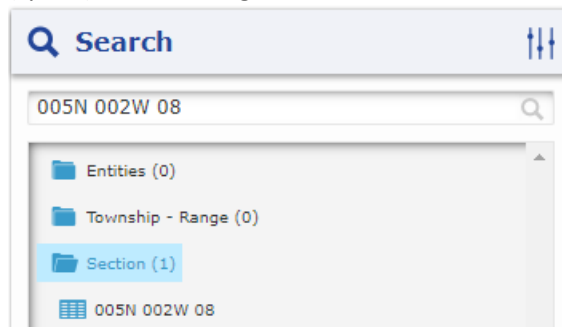 Search
005N 002W 08
Entities (0)
Township - Range (0)
Section (1)
005N 002W 08